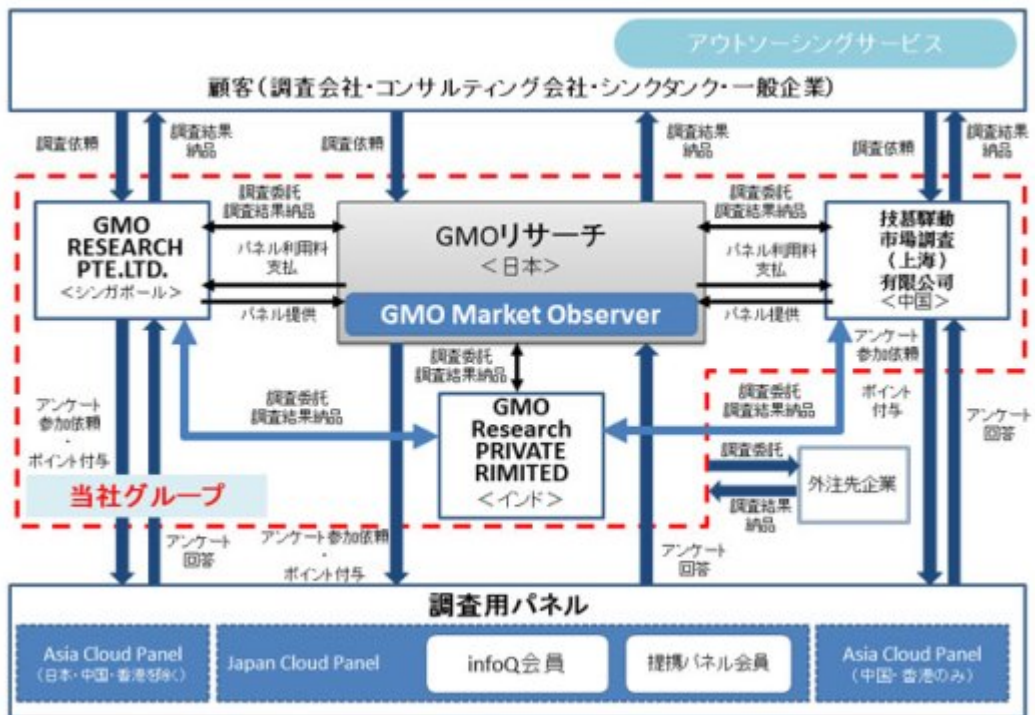 アウトソーシングサービス
顧客(調査会社・コンサルティング会社・シンクタンク・一般企業)
調査依頼
調査結果
納品
調査依頼
調査結果
納品
調査依頼
調査結果
納品
GMO
RESEARCH
PTE.LTD.
<シンガポール>
調査委託
調査結果納品
パネル利用料
支払
パネル提供
GMOリサーチ
<日本>
GMO Market Observer
調査委託
調査結果納品
パネル利用料
支払
パネル提供
技慕驛動
市場調査
(上海)
有限公司
<中国>
調査委託
調査結果納品
アンケート
参加依頼
・
ポイント
付与
アンケート
参加依頼
・
ポイント付与
調査委託
調査結果納品
GMO
Research
PRIVATE
RIMITED
<インド>
調査委託
調査結果納品
アンケート
回答
調査委託
外注先企業
調査結果
納品
当社グループ
アンケート
回答
アンケート参加依頼
・
ポイント付与
アンケート
回答
調査用パネル
Asia Cloud Panel
(日本・中国・香港を除く)
Japan Cloud Panel
infoQ会員
提携パネル会員
Asia Cloud Panel
(中国・香港のみ)